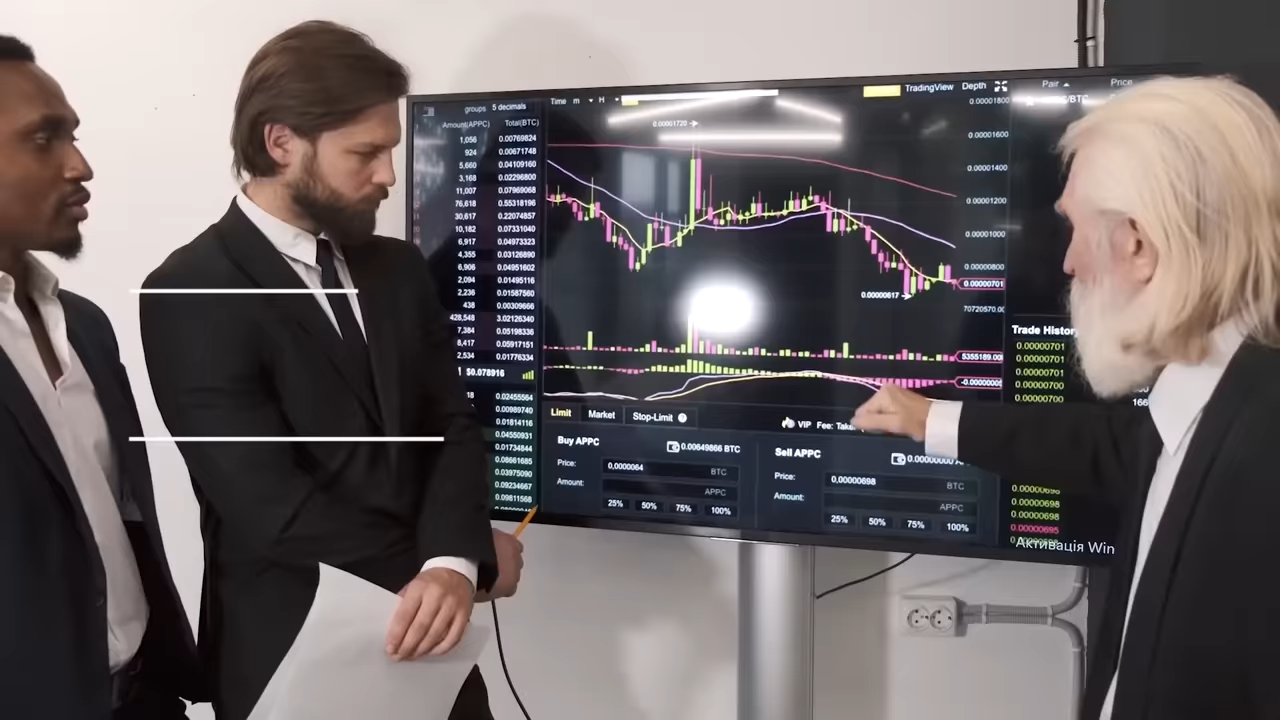 groups 5 decimals
Amount(APPC) Total(BTC)
1,056 0.00769824
924 0.00671748
5,660 0.04109160
3,168 0.02296800
11,007 0.07969068
76,618 0.55318196
30,617 0.22074857
10,182 0.07331040
6,917 0.04973323
4,355 0.03126890
6,906 0.04951602
2,094 0.01495116
2,236 0.01587560
438 0.00309666
428,548 3.02126340
7,384 0.05198336
8,417 0.05917151
2,534 0.01776334
$0.078916
18 0.02455564
0.00989740
0.01814116
0.04550931
0.01734844
0.08661685
0.03975090
0.09234667
0.09811568
Time m H
TradingView Depth
0.00001800
0.00001720
0.00001600
0.00001400
0.00001200
0.00001000
0.00000800
0.00000701
0.00000617
70720570.00
5355189.00
-0.00000005
Limit Market Stop-Limit ?
VIP Fee:
Buy APPC 0.00649866 BTC
Price: 0,0000064 BTC
Amount: APPC
25% 50% 75% 100%
Sell APPC 0.00000000
Price: 0,00000698 BTC
Amount: APPC
25% 50% 75% 100%
Pair Price
/BTC
Trade History
0.00000701
0.00000701
0.00000701
0.00000700
0.00000700
166
0.00000698
0.00000698
0.00000698
0.00000695
Активація Win